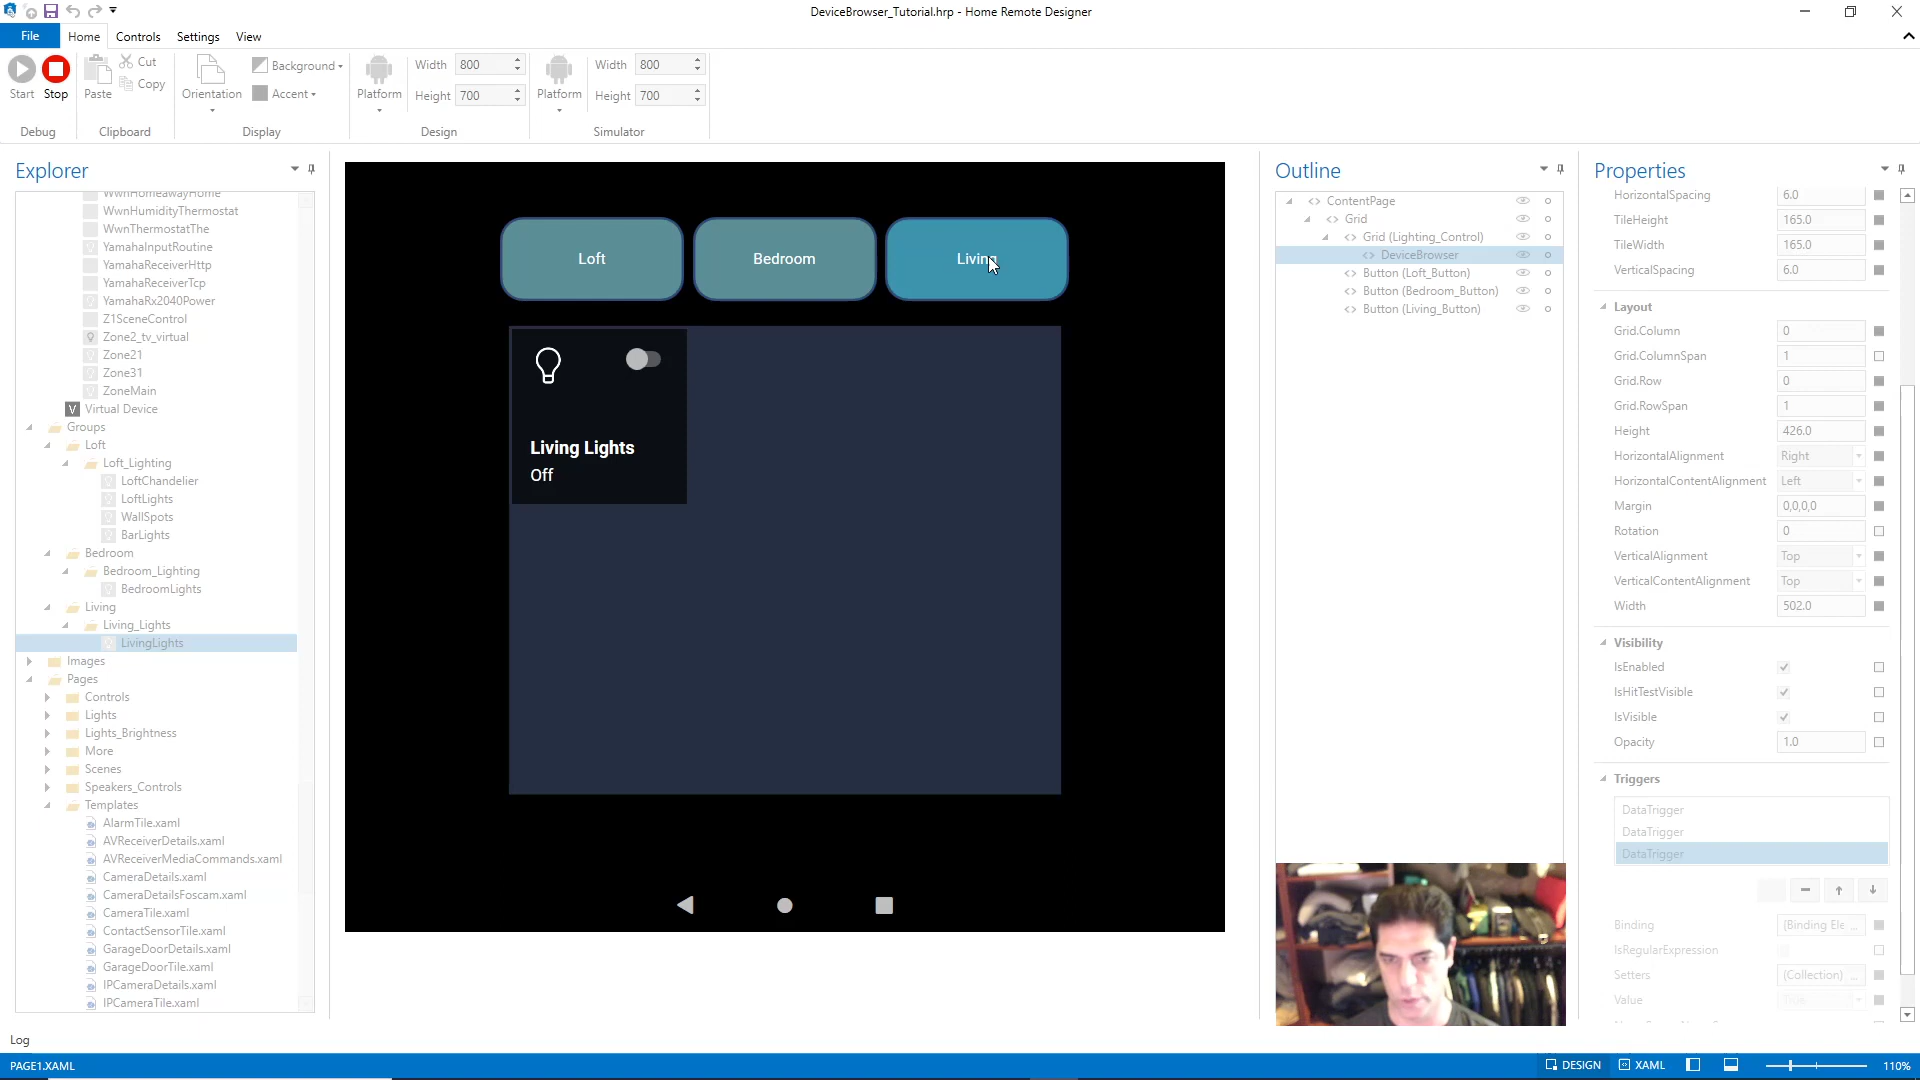 DeviceBrowser_Tutorial.hrp - Home Remote Designer
File Home Controls Settings View
Start Stop Paste Cut Copy Orientation Background Accent Platform Width 800 Height 700 Platform Width 800 Height 700
Debug Clipboard Display Design Simulator
Explorer
WwnHomeawayHome
WwnHumidityThermostat
WwnThermostatThe
YamahaInputRoutine
YamahaReceiverHttp
YamahaReceiverTcp
YamahaRx2040Power
Z1SceneControl
Zone2_tv_virtual
Zone21
Zone31
ZoneMain
V Virtual Device
Groups
Loft
Loft_Lighting
LoftChandelier
LoftLights
WallSpots
BarLights
Bedroom
Bedroom_Lighting
BedroomLights
Living
Living_Lights
LivingLights
Images
Pages
Controls
Lights
Lights_Brightness
More
Scenes
Speakers_Controls
Templates
AlarmTile.xaml
AVReceiverDetails.xaml
AVReceiverMediaCommands.xaml
CameraDetails.xaml
CameraDetailsFoscam.xaml
CameraTile.xaml
ContactSensorTile.xaml
GarageDoorDetails.xaml
GarageDoorTile.xaml
IPCameraDetails.xaml
IPCameraTile.xaml
Loft Bedroom Living
Living Lights
Off
Outline
ContentPage
Grid
Grid (Lighting_Control)
DeviceBrowser
Button (Loft_Button)
Button (Bedroom_Button)
Button (Living_Button)
Properties
HorizontalSpacing 6.0
TileHeight 165.0
TileWidth 165.0
VerticalSpacing 6.0
Layout
Grid.Column 0
Grid.ColumnSpan 1
Grid.Row 0
Grid.RowSpan 1
Height 426.0
HorizontalAlignment Right
HorizontalContentAlignment Left
Margin 0,0,0,0
Rotation 0
VerticalAlignment Top
VerticalContentAlignment Top
Width 502.0
Visibility
IsEnabled
IsHitTestVisible
IsVisible
Opacity 1.0
Triggers
DataTrigger
DataTrigger
DataTrigger
Binding {Binding Ele ...
IsRegularExpression
Setters (Collection) ...
Value True
Log
PAGE1.XAML DESIGN XAML 110%